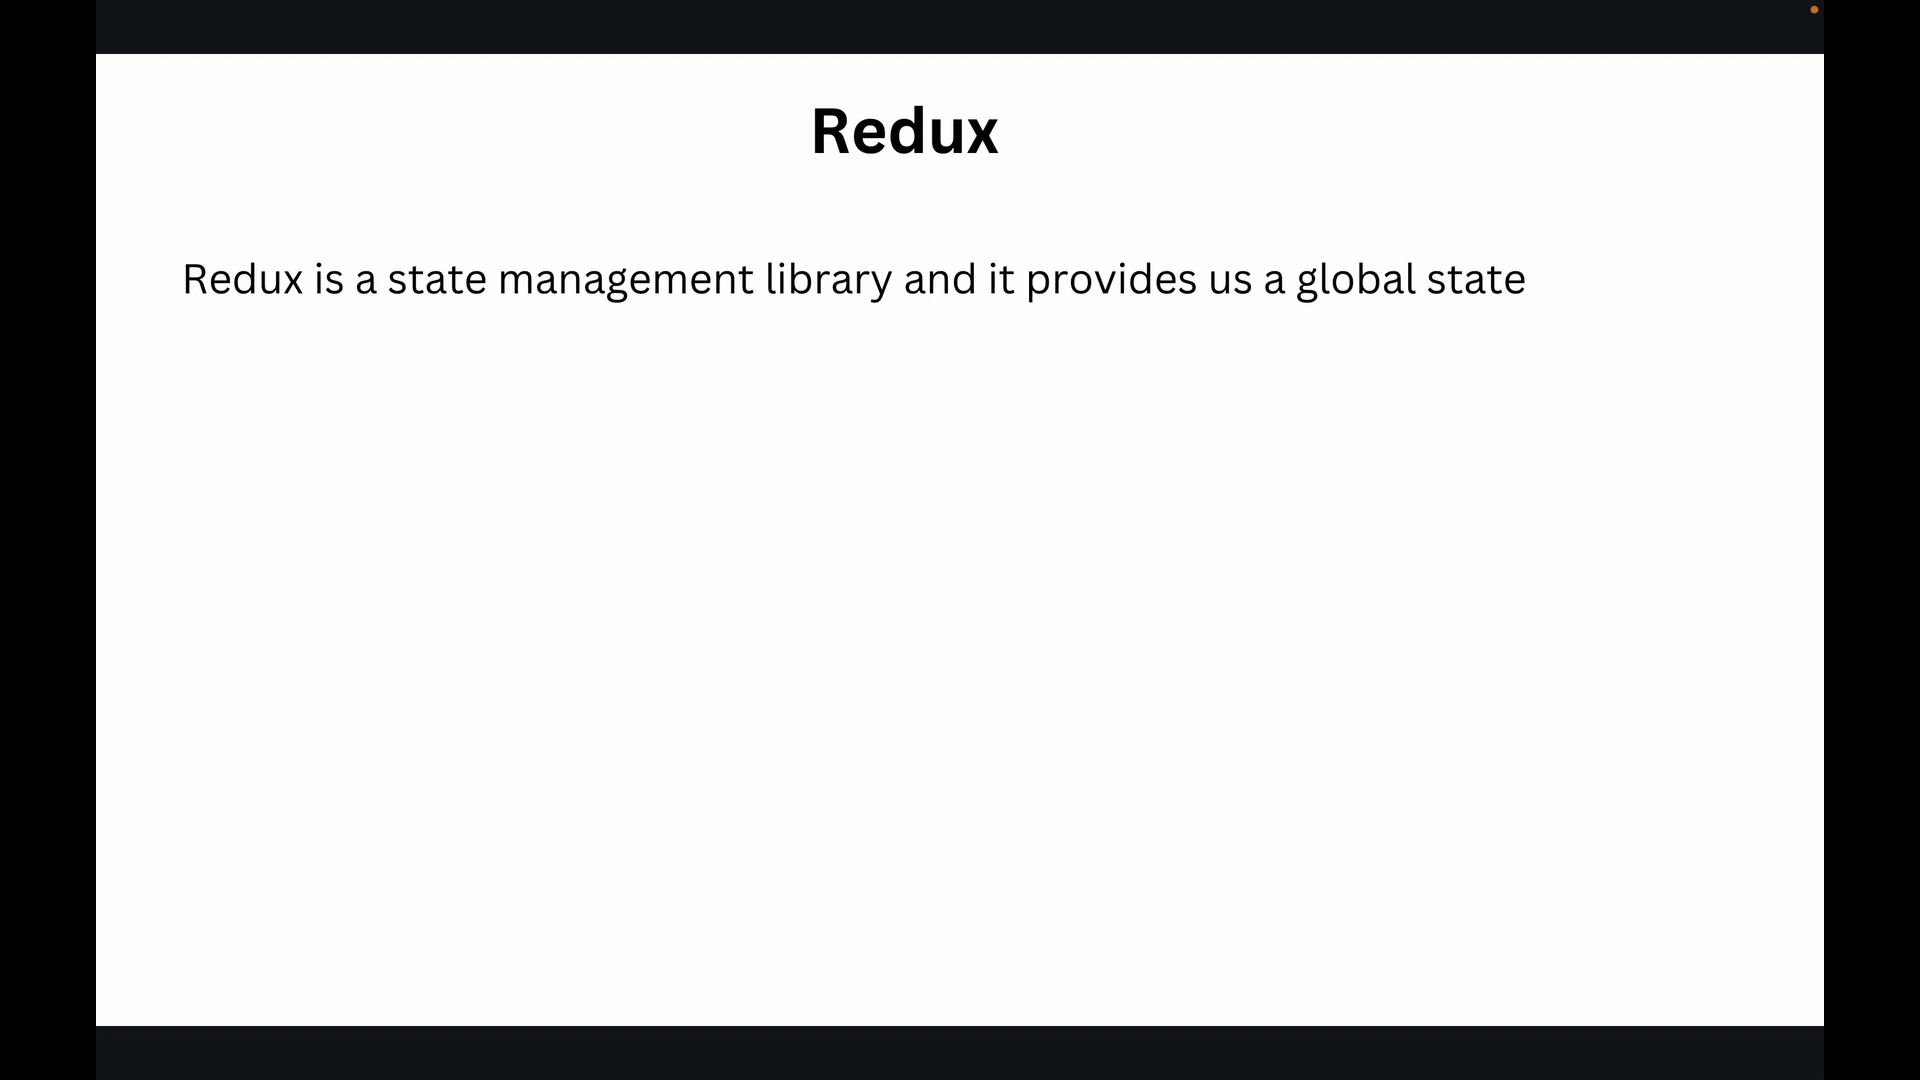 Redux
Redux is a state management library and it provides us a global state